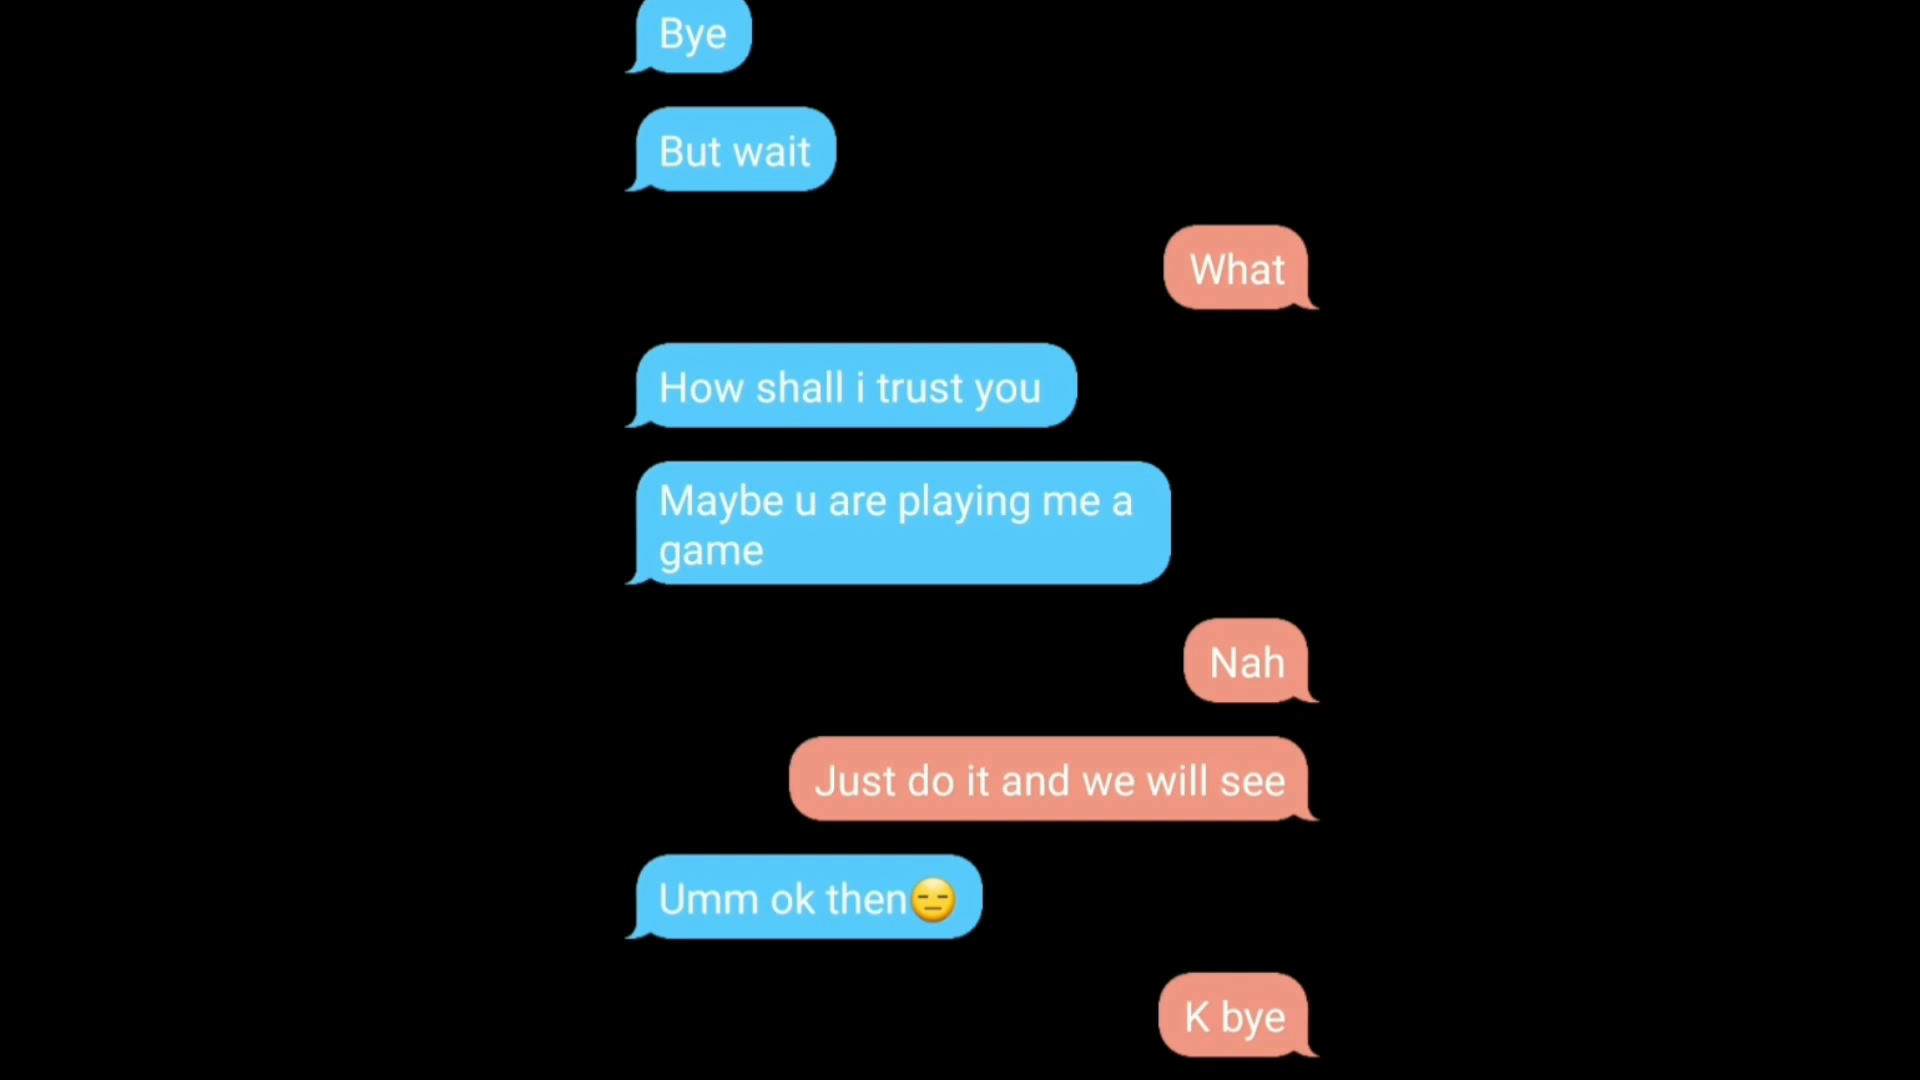 Bye
But wait
What
How shall i trust you
Maybe u are playing me a
game
Nah
Just do it and we will see
Umm ok then😑
K bye